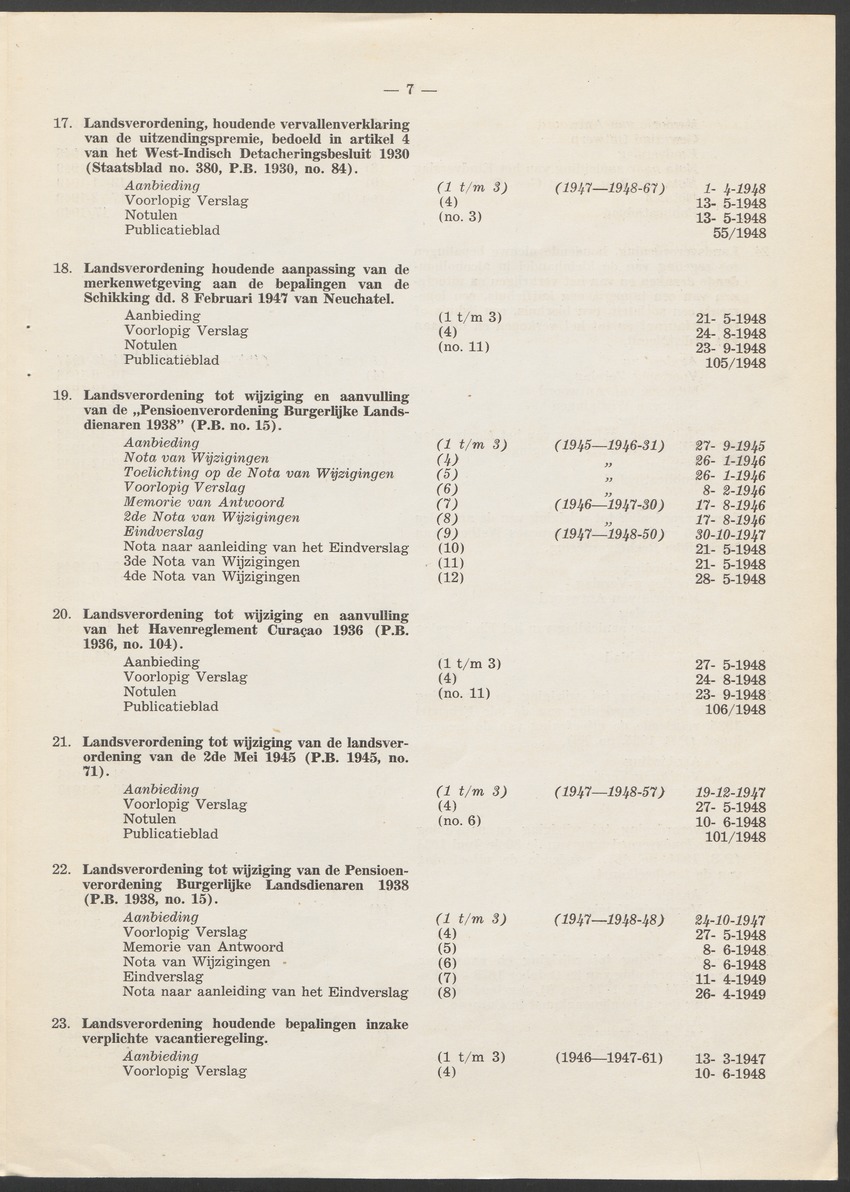 — 7 —
17. Landsverordening, houdende vervallenverklaring
van de uitzendingspremie, bedoeld in artikel 4
van het West-Indisch Detacheringsbesluit 1930
(Staatsblad no. 380, P.B. 1930, no. 84).
Aanbieding (1 t/m 3) (1947—1948-67) 1- 4-1948
Voorlopig Verslag (4) 13- 5-1948
Notulen (no. 3) 13- 5-1948
Publicatieblad 55/1948
18. Landsverordening houdende aanpassing van de
merkenwetgeving aan de bepalingen van de
Schikking dd. 8 Februari 1947 van Neuchatel.
Aanbieding (1 t/m 3) 21- 5-1948
Voorlopig Verslag (4) 24- 8-1948
Notulen (no. 11) 23- 9-1948
Publicatieblad 105/1948
19. Landsverordening tot wijziging en aanvulling
van de „Pensioenverordening Burgerlijke Lands-
dienaren 1938” (P.B. no. 15).
Aanbieding (1 t/m 3) (1945—1946-31) 27- 9-1945
Nota van Wijzigingen (4) „ 26- 1-1946
Toelichting op de Nota van Wijzigingen (5) „ 26- 1-1946
Voorlopig Verslag (6) „ 8- 2-1946
Memorie van Antwoord (7) (1946—1947-30) 17- 8-1946
2de Nota van Wijzigingen (8) „ 17- 8-1946
Eindverslag (9) (1947—1948-50) 30-10-1947
Nota naar aanleiding van het Eindverslag (10) 21- 5-1948
3de Nota van Wijzigingen (11) 21- 5-1948
4de Nota van Wijzigingen (12) 28- 5-1948
20. Landsverordening tot wijziging en aanvulling
van het Havenreglement Curaçao 1936 (P.B.
1936, no. 104).
Aanbieding (1 t/m 3) 27- 5-1948
Voorlopig Verslag (4) 24- 8-1948
Notulen (no. 11) 23- 9-1948
Publicatieblad 106/1948
21. Landsverordening tot wijziging van de landsver-
ordening van de 2de Mei 1945 (P.B. 1945, no.
71).
Aanbieding (1 t/m 3) (1947—1948-57) 19-12-1947
Voorlopig Verslag (4) 27- 5-1948
Notulen (no. 6) 10- 6-1948
Publicatieblad 101/1948
22. Landsverordening tot wijziging van de Pensioen-
verordening Burgerlijke Landsdienaren 1938
(P.B. 1938, no. 15).
Aanbieding (1 t/m 3) (1947—1948-48) 24-10-1947
Voorlopig Verslag (4) 27- 5-1948
Memorie van Antwoord (5) 8- 6-1948
Nota van Wijzigingen (6) 8- 6-1948
Eindverslag (7) 11- 4-1949
Nota naar aanleiding van het Eindverslag (8) 26- 4-1949
23. Landsverordening houdende bepalingen inzake
verplichte vacantieregeling.
Aanbieding (1 t/m 3) (1946—1947-61) 13- 3-1947
Voorlopig Verslag (4) 10- 6-1948